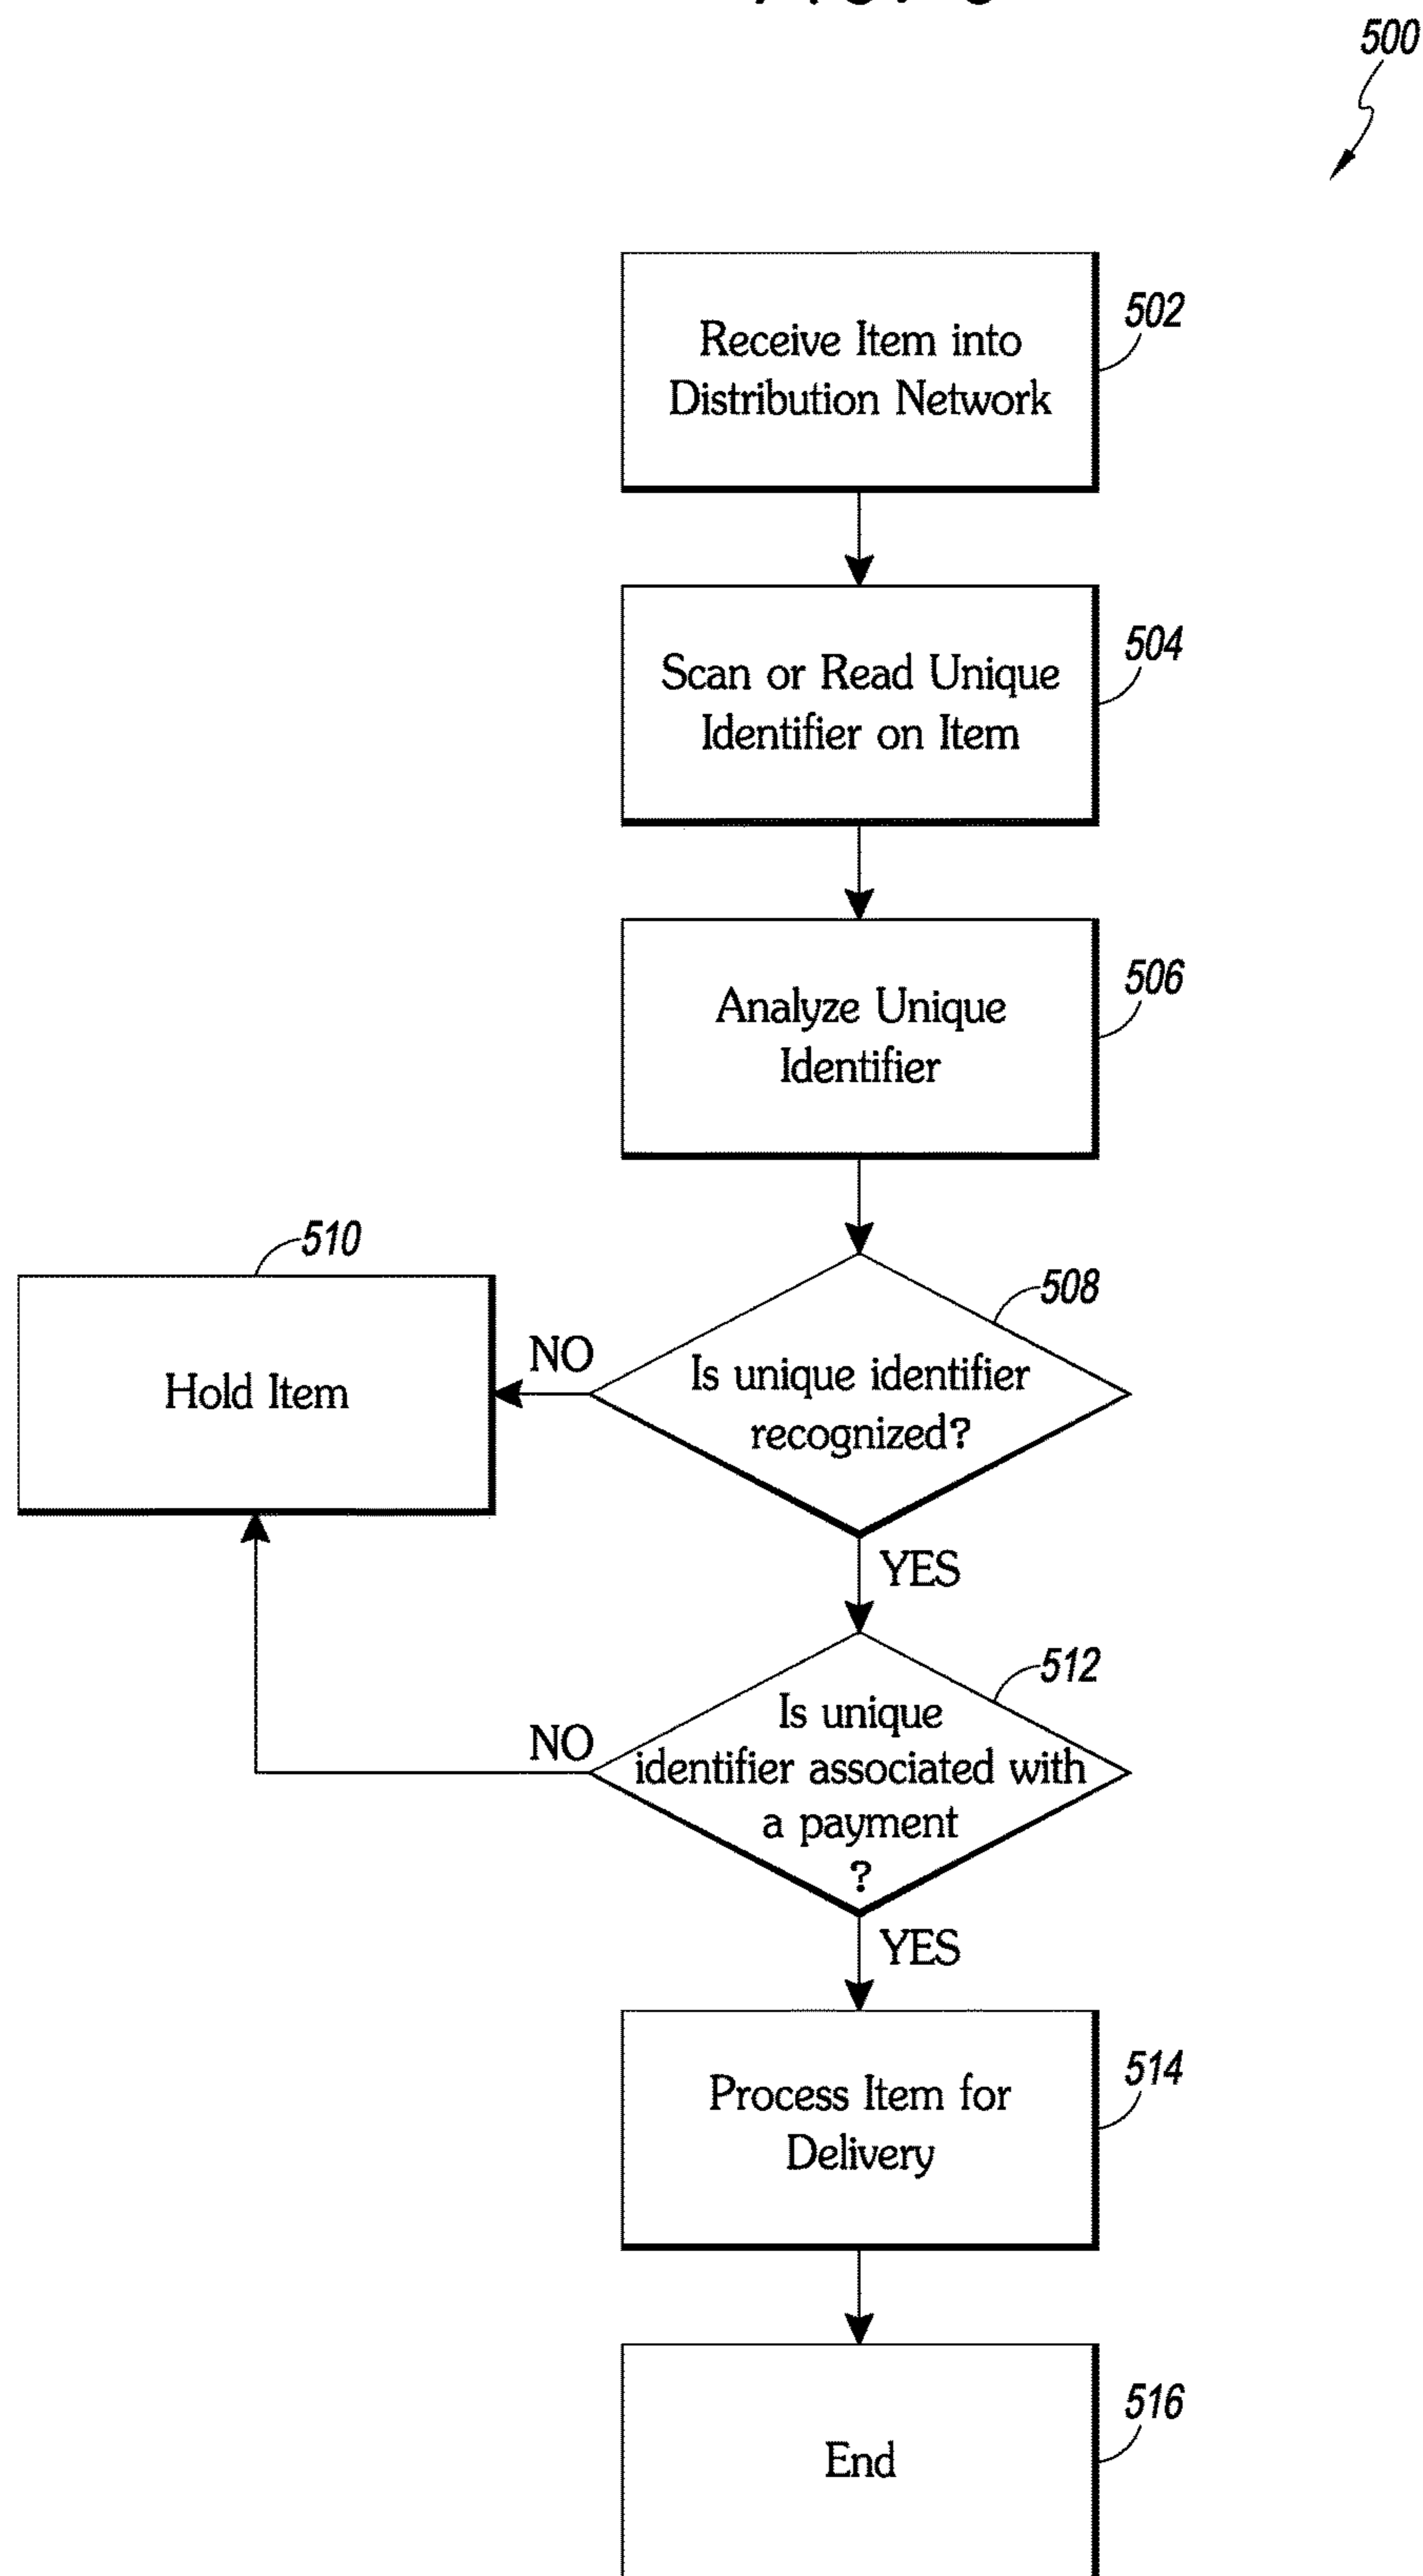 500
Receive Item into
Distribution Network
502
Scan or Read Unique
Identifier on Item
504
Analyze Unique
Identifier
506
510
Hold Item
NO
Is unique identifier
recognized?
508
YES
NO
Is unique
identifier associated with
a payment
?
512
YES
Process Item for
Delivery
514
End
516